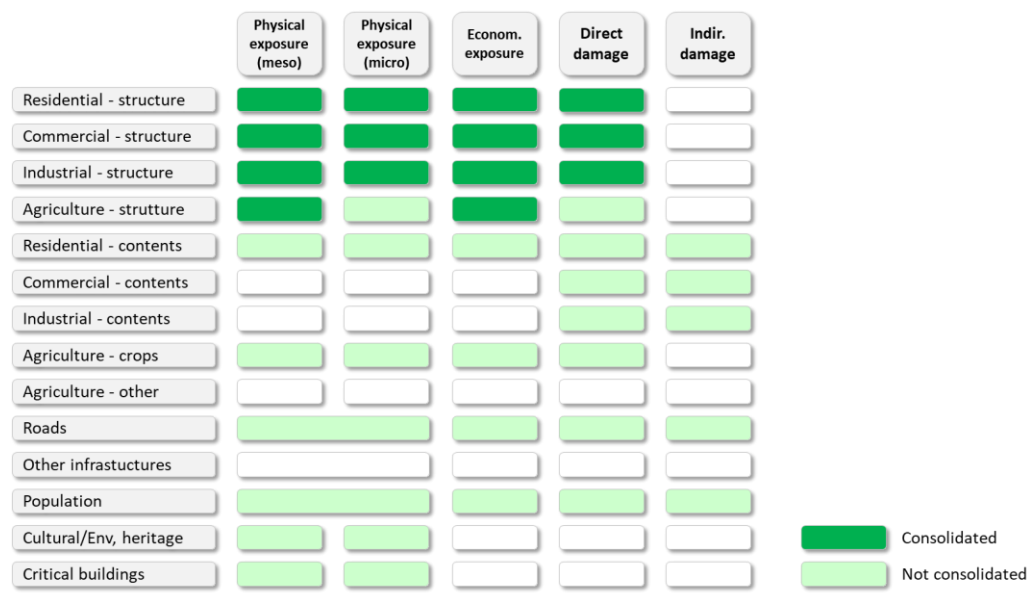 Physical
exposure
(meso)
Physical
exposure
(micro)
Econom.
exposure
Direct
damage
Indir.
damage
Residential - structure
Commercial - structure
Industrial - structure
Agriculture - strutture
Residential - contents
Commercial - contents
Industrial - contents
Agriculture - crops
Agriculture - other
Roads
Other infrastuctures
Population
Cultural/Env, heritage
Critical buildings
Consolidated
Not consolidated